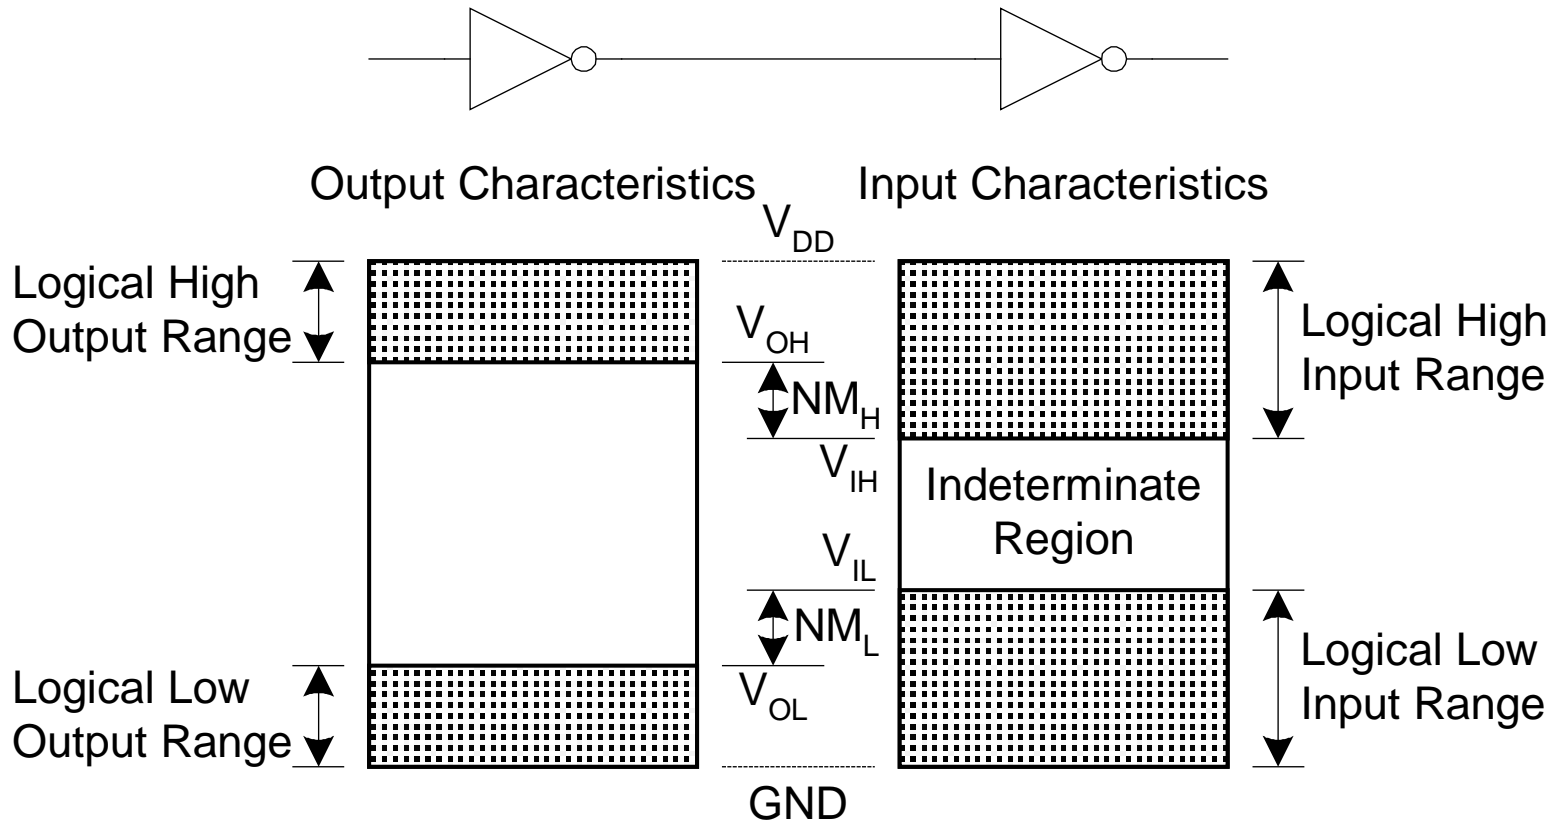 Output Characteristics
Input Characteristics
V_DD
Logical High
Output Range
V_OH
NM_H
V_IH
Logical High
Input Range
Indeterminate
Region
V_IL
NM_L
V_OL
Logical Low
Output Range
Logical Low
Input Range
GND